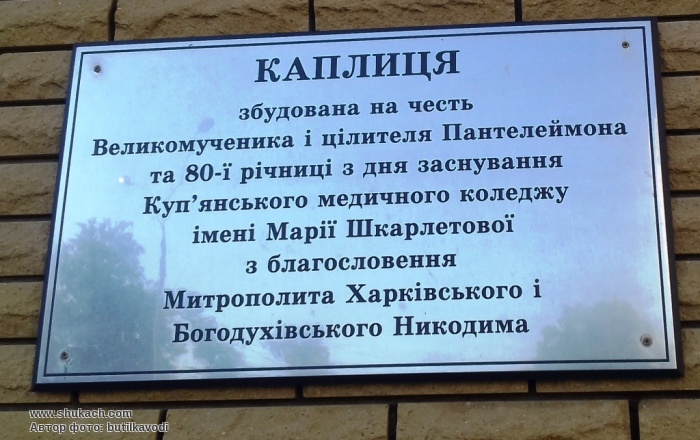 КАПЛИЦЯ
збудована на честь
Великомученика і цілителя Пантелеймона
та 80-ї річниці з дня заснування
Куп'янського медичного коледжу
імені Марії Шкарлетової
з благословення
Митрополита Харківського і
Богодухівського Никодима
www.shukach.com
Автор фото: butilkavodi